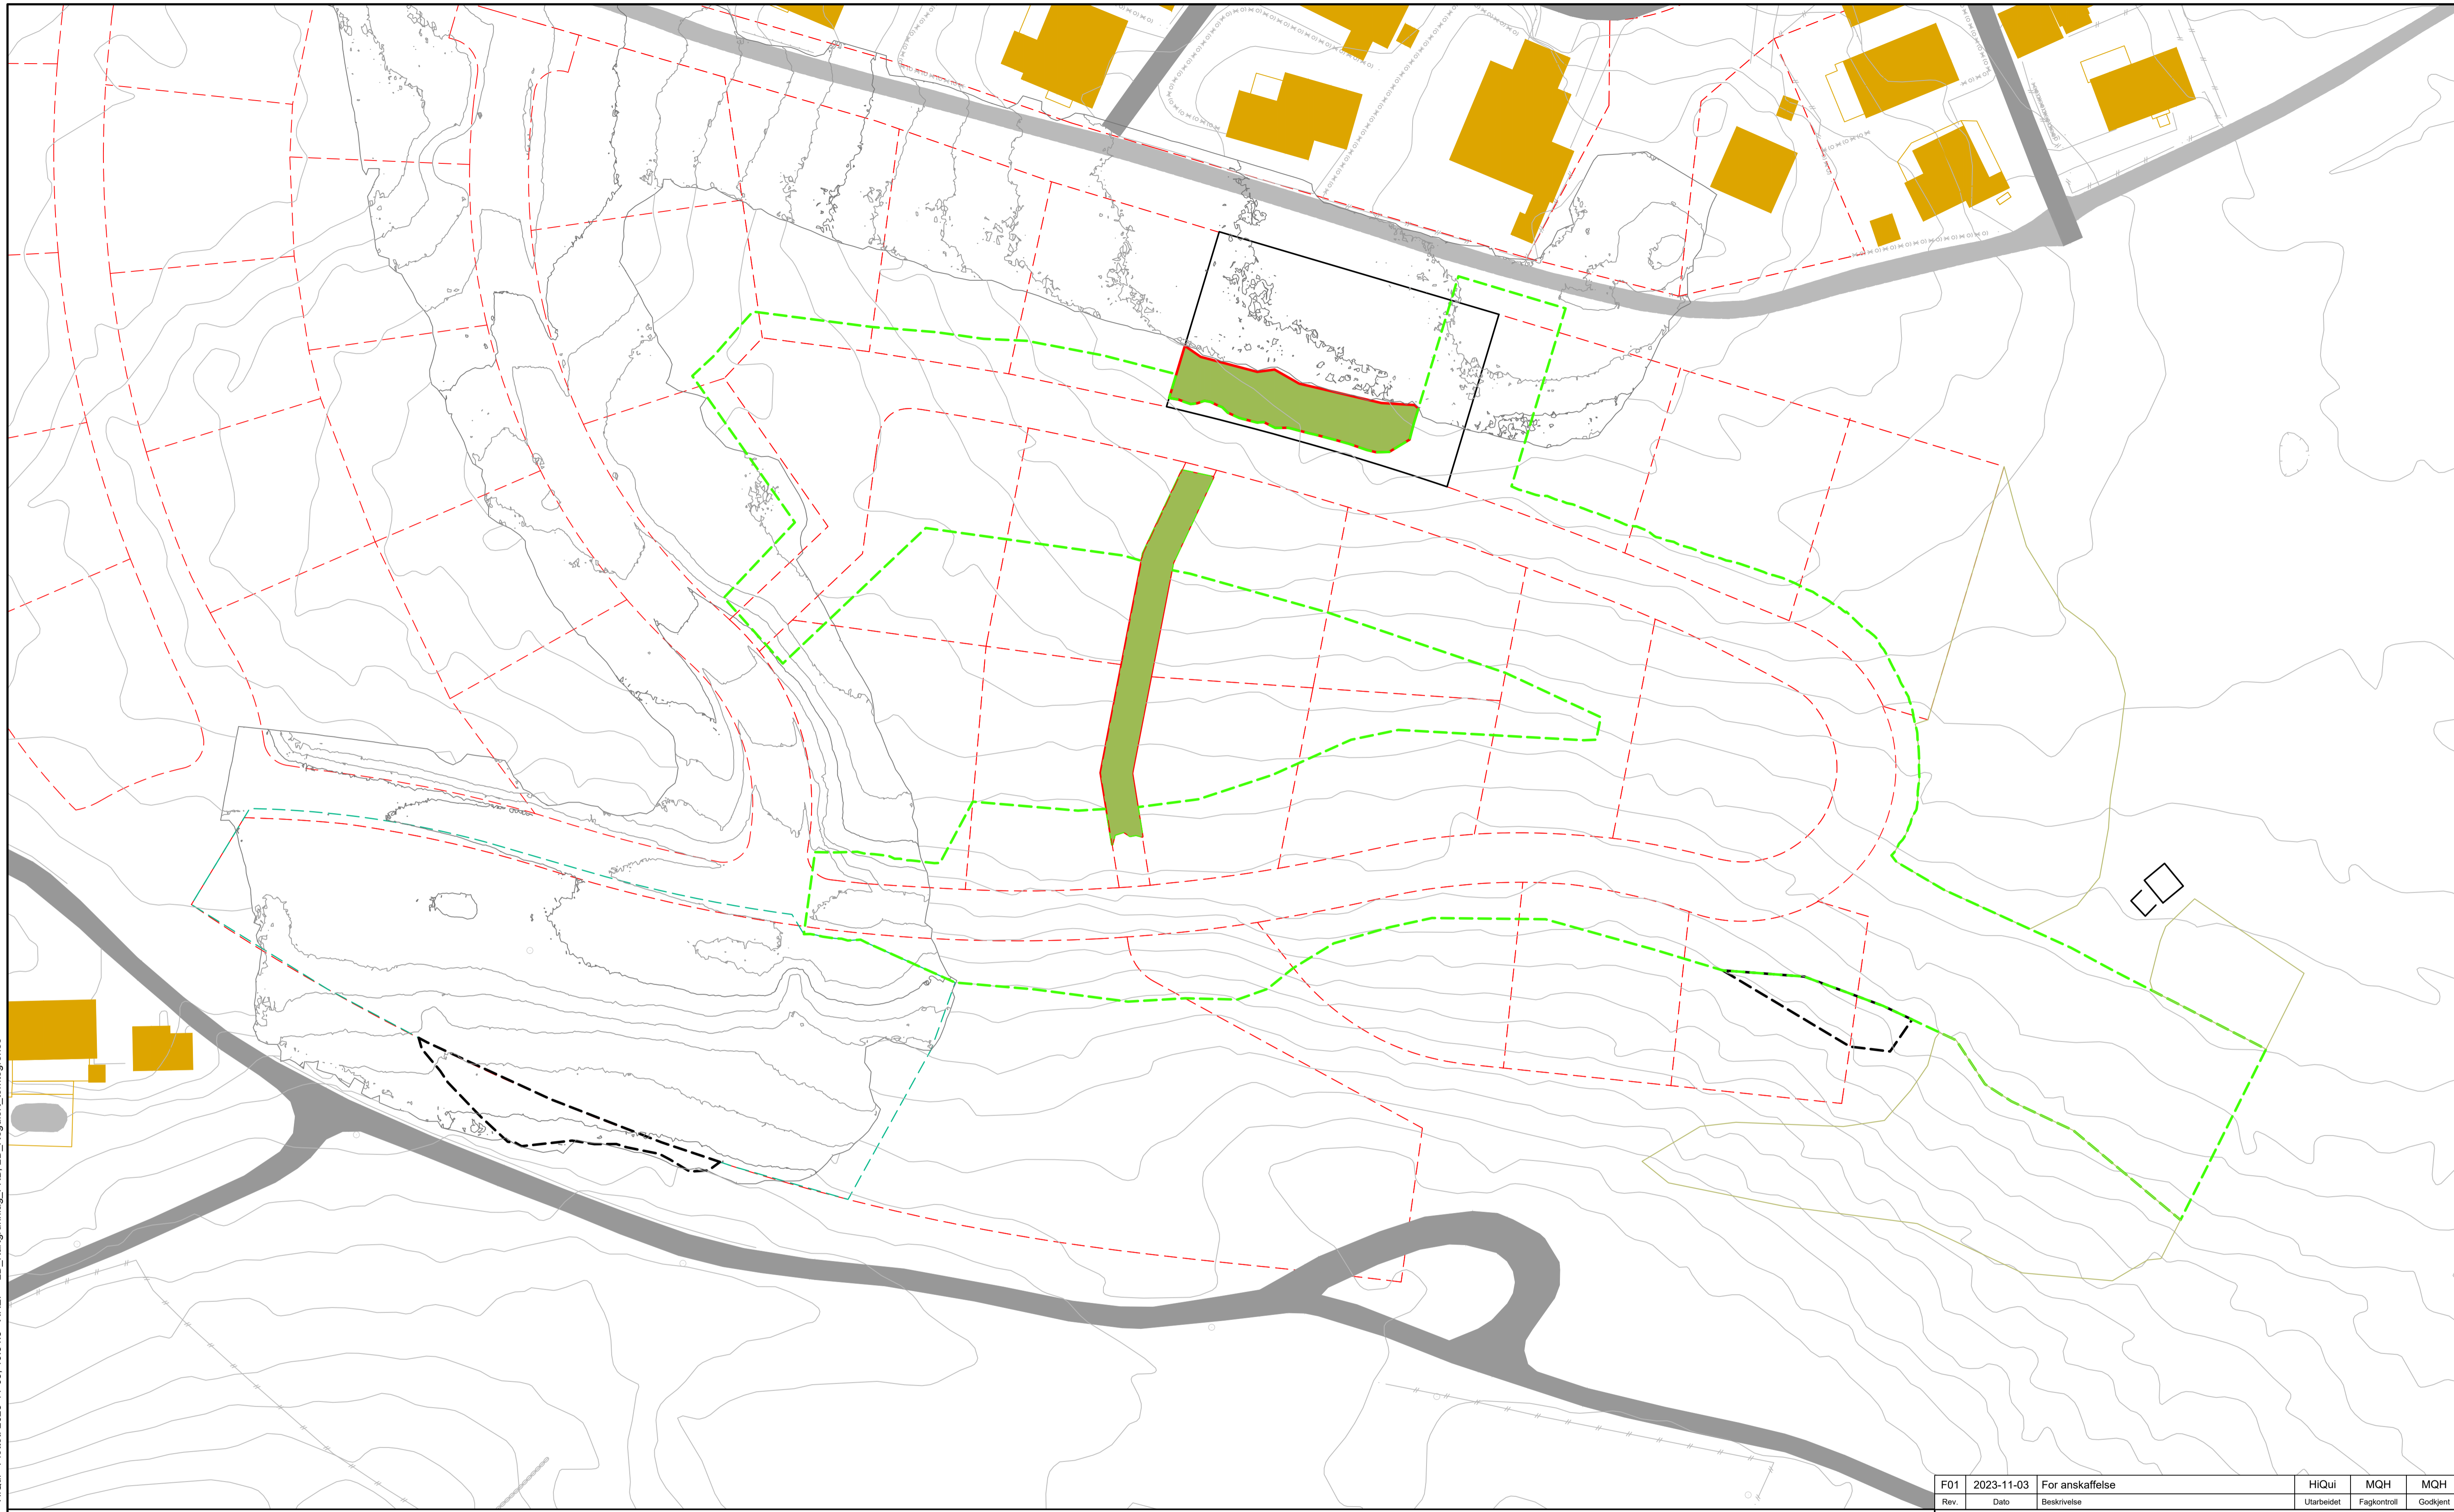 F01 2023-11-03 For anskaffelse HiQui MQH MQH
Rev. Dato Beskrivelse Utarbeidet Fagkontroll Godkjent